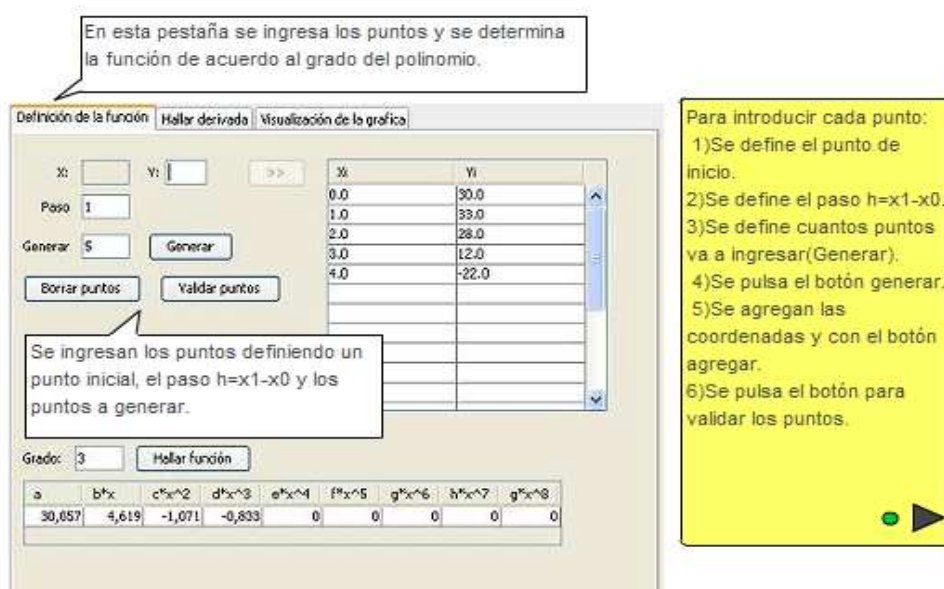 En esta pestaña se ingresa los puntos y se determina
la función de acuerdo al grado del polinomio.
Definición de la función Hallar derivada Visualización de la grafica
X: Y: >>
Paso 1
Generar 5 Generar
Borrar puntos Validar puntos
Xi Yi
0.0 30.0
1.0 33.0
2.0 28.0
3.0 12.0
4.0 -22.0
Se ingresan los puntos definiendo un
punto inicial, el paso h=x1-x0 y los
puntos a generar.
Grado: 3 Hallar función
a b*x c*x^2 d*x^3 e*x^4 f*x^5 g*x^6 h*x^7 g*x^8
30,057 4,619 -1,071 -0,833 0 0 0 0 0
Para introducir cada punto:
1)Se define el punto de
inicio.
2)Se define el paso h=x1-x0.
3)Se define cuantos puntos
va a ingresar(Generar).
4)Se pulsa el botón generar.
5)Se agregan las
coordenadas y con el botón
agregar.
6)Se pulsa el botón para
validar los puntos.